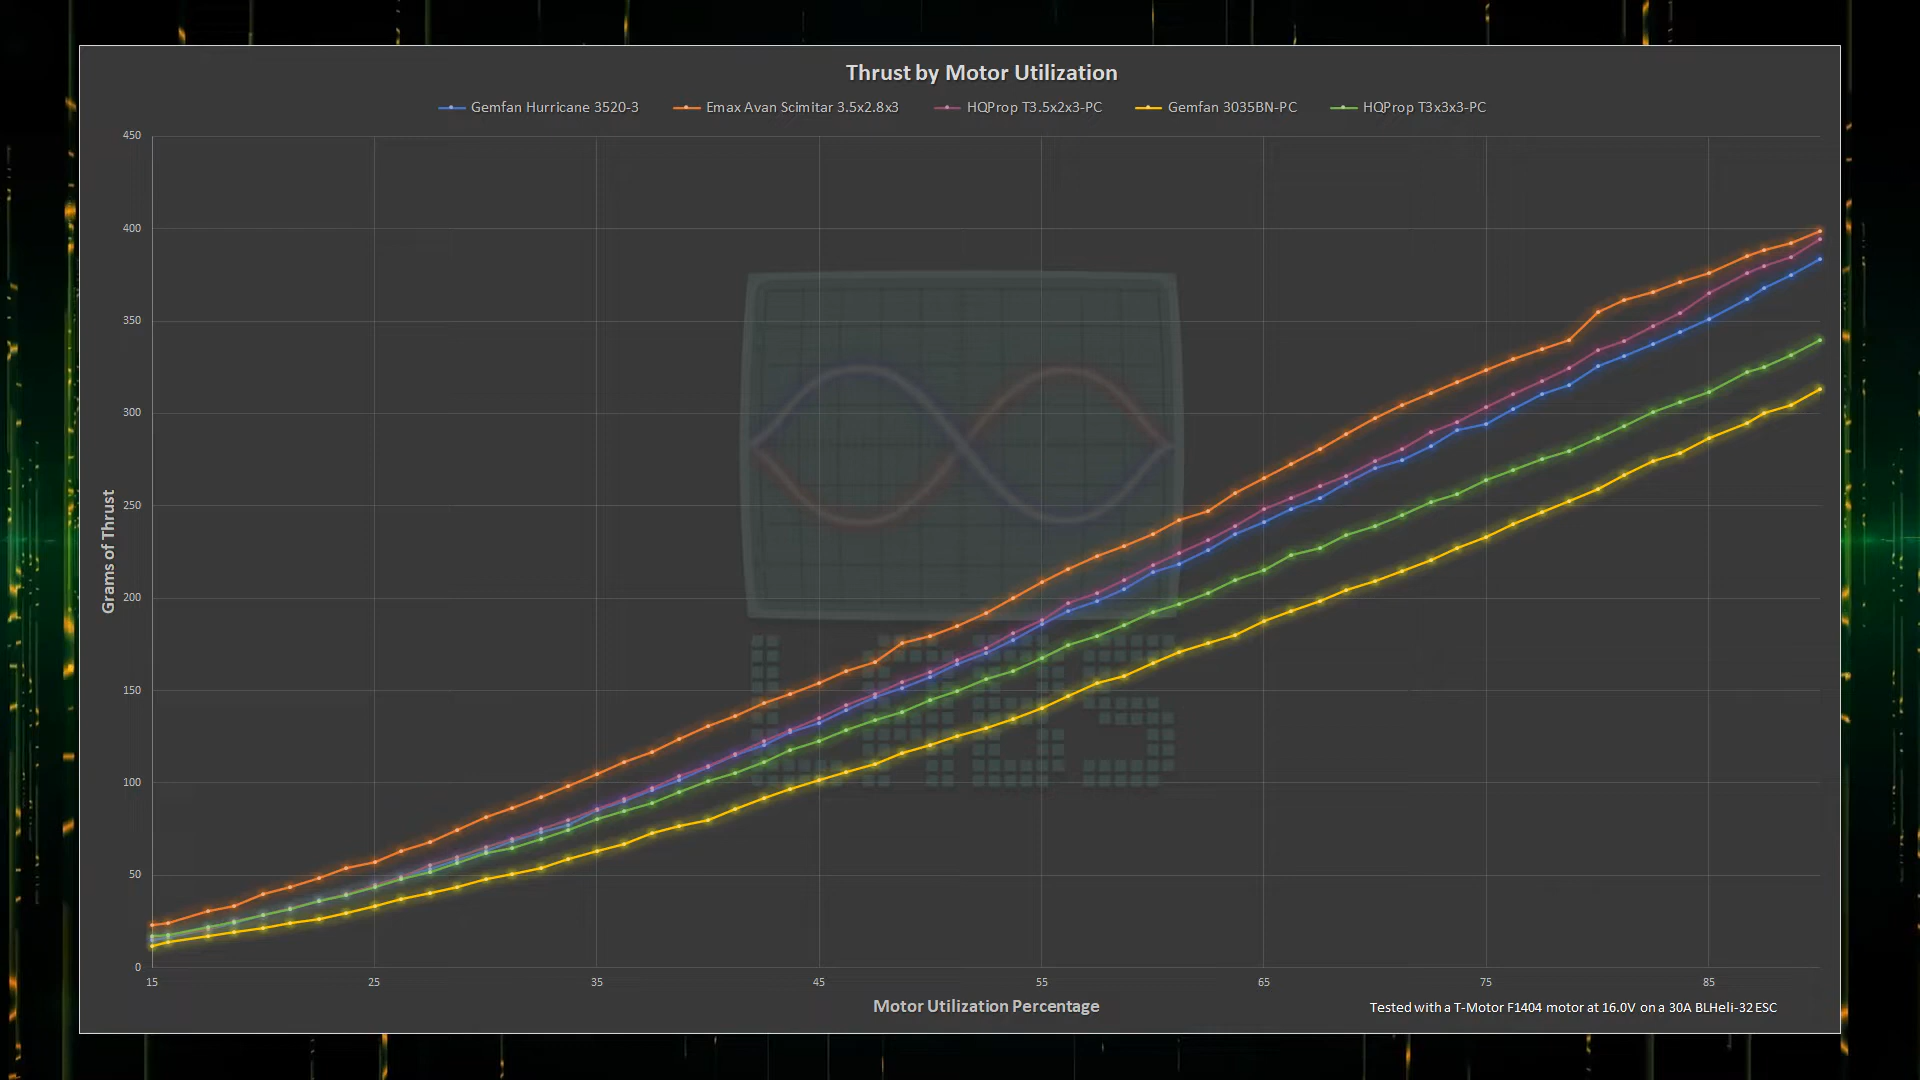 Thrust by Motor Utilization
Gemfan Hurricane 3520-3 Emax Avan Scimitar 3.5x2.8x3 HQProp T3.5x2x3-PC Gemfan 3035BN-PC HQProp T3x3x3-PC
450
400
350
300
250
200
150
100
50
0
Grams of Thrust
15 25 35 45 55 65 75 85
Motor Utilization Percentage
Tested with a T-Motor F1404 motor at 16.0V on a 30A BLHeli-32 ESC